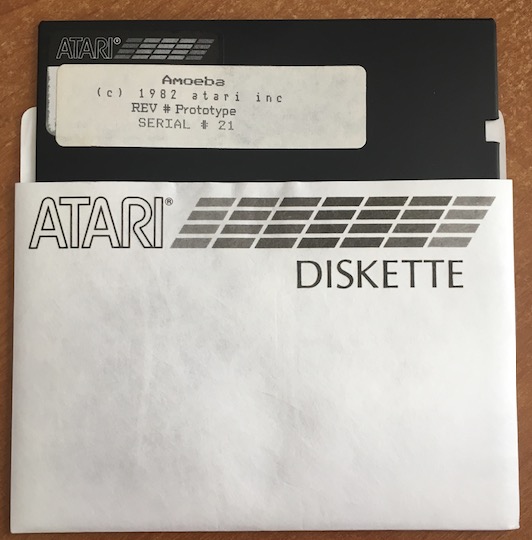 ATARI®
Amoeba
(c) 1982 atari inc
REV # Prototype
SERIAL # 21
ATARI®
DISKETTE